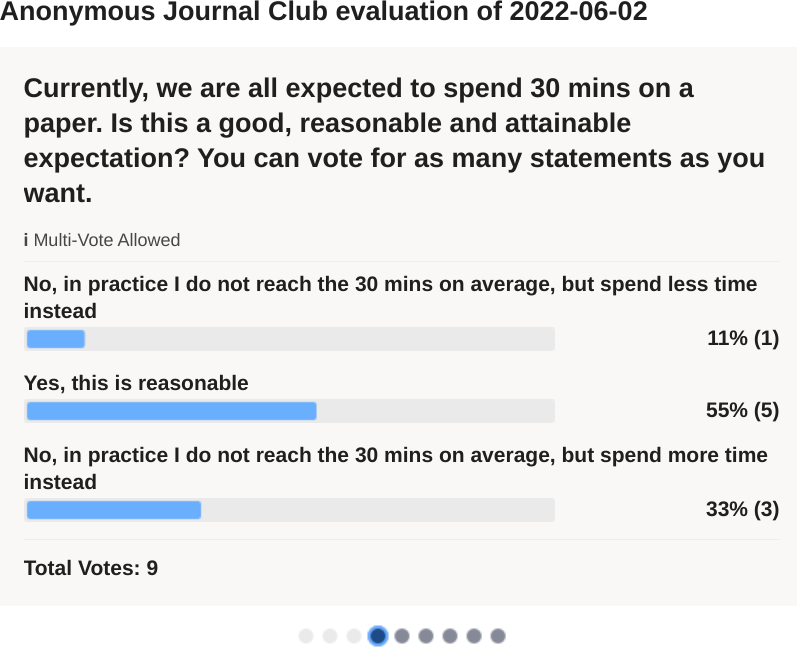 Anonymous Journal Club evaluation of 2022-06-02
Currently, we are all expected to spend 30 mins on a
paper. Is this a good, reasonable and attainable
expectation? You can vote for as many statements as you
want.
i Multi-Vote Allowed
No, in practice I do not reach the 30 mins on average, but spend less time
instead
11% (1)
Yes, this is reasonable
55% (5)
No, in practice I do not reach the 30 mins on average, but spend more time
instead
33% (3)
Total Votes: 9